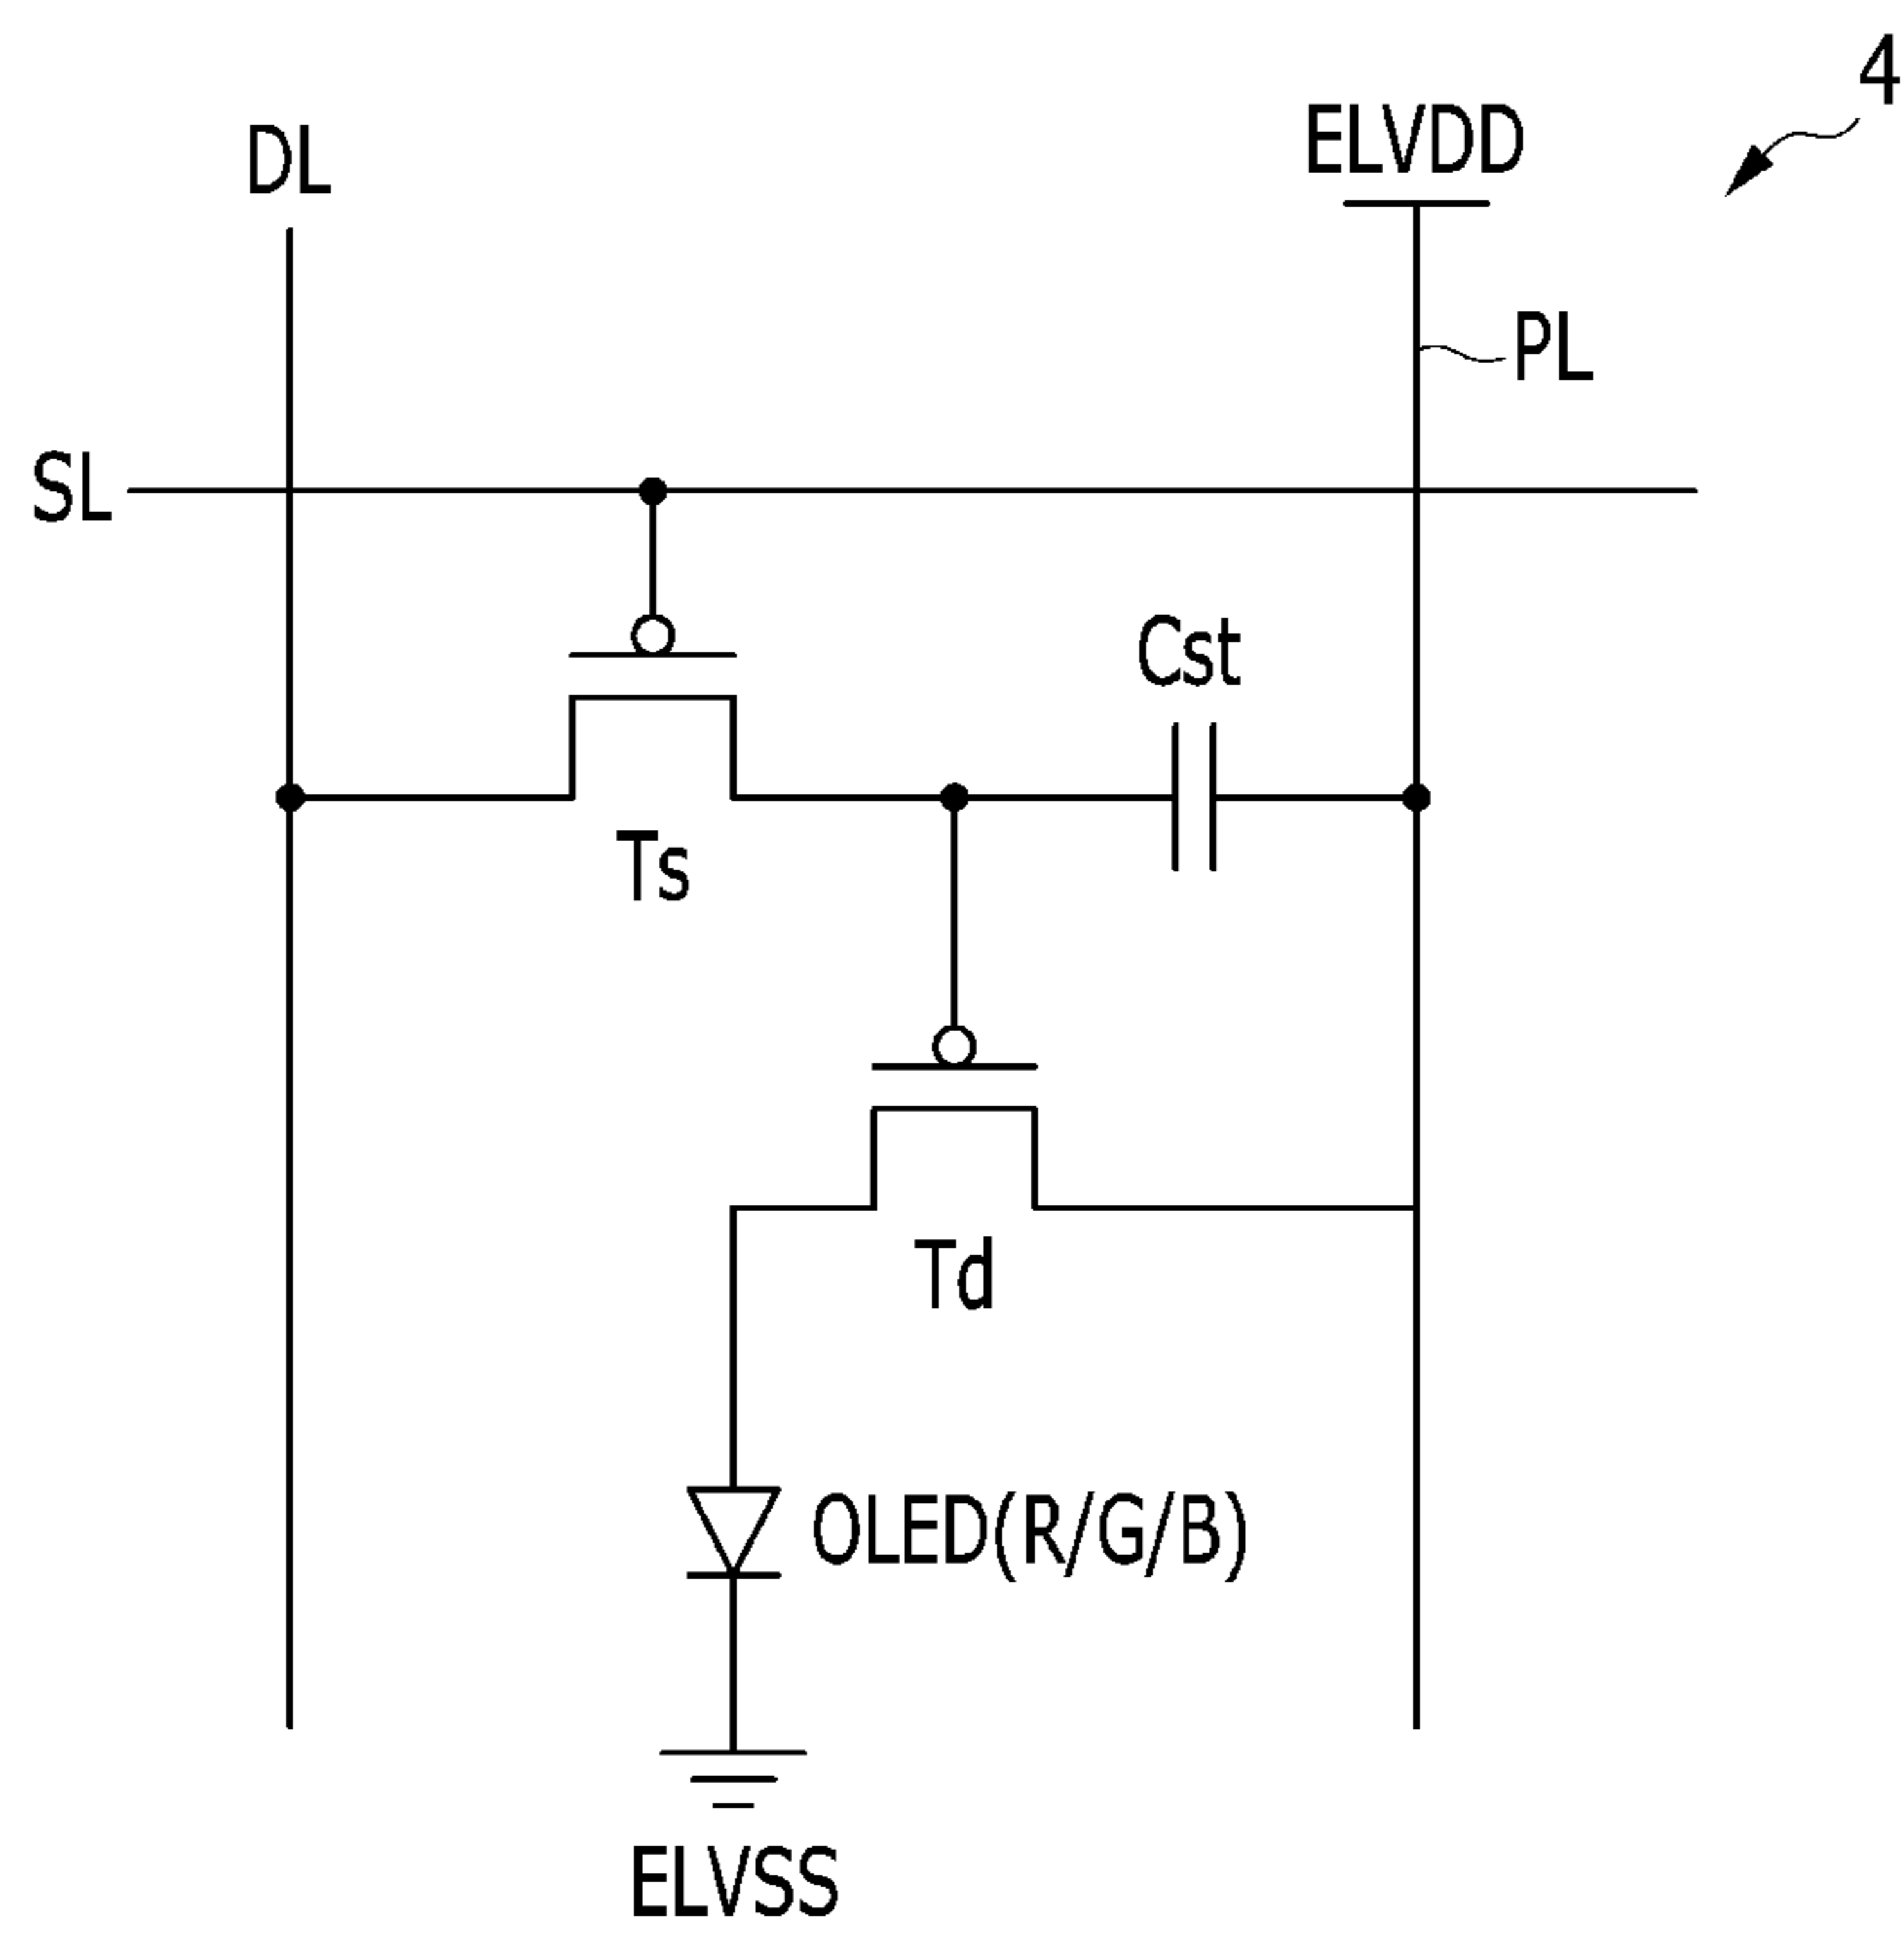 4
ELVDD
DL
PL
SL
Cst
Ts
Td
OLED(R/G/B)
ELVSS